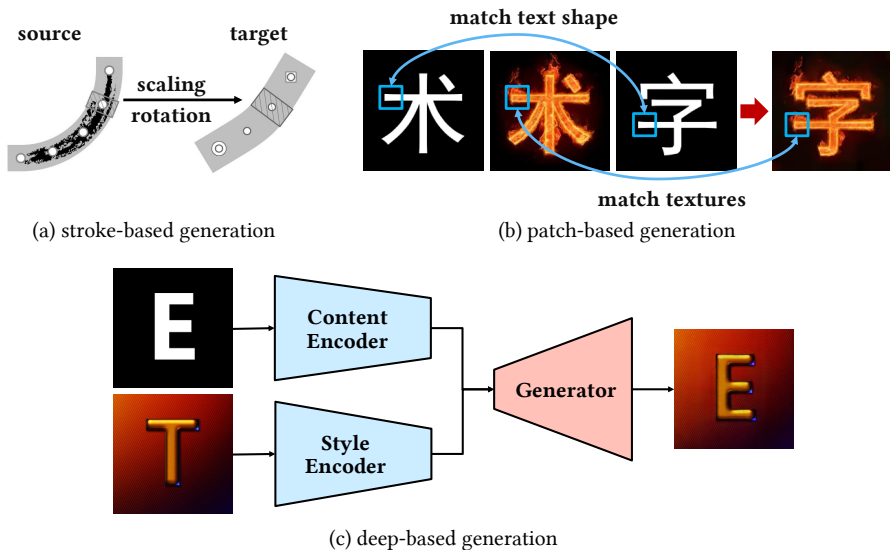 source
target
scaling
rotation
(a) stroke-based generation
match text shape
术 术 字 字
match textures
(b) patch-based generation
E
Content
Encoder
T
Style
Encoder
Generator
E
(c) deep-based generation